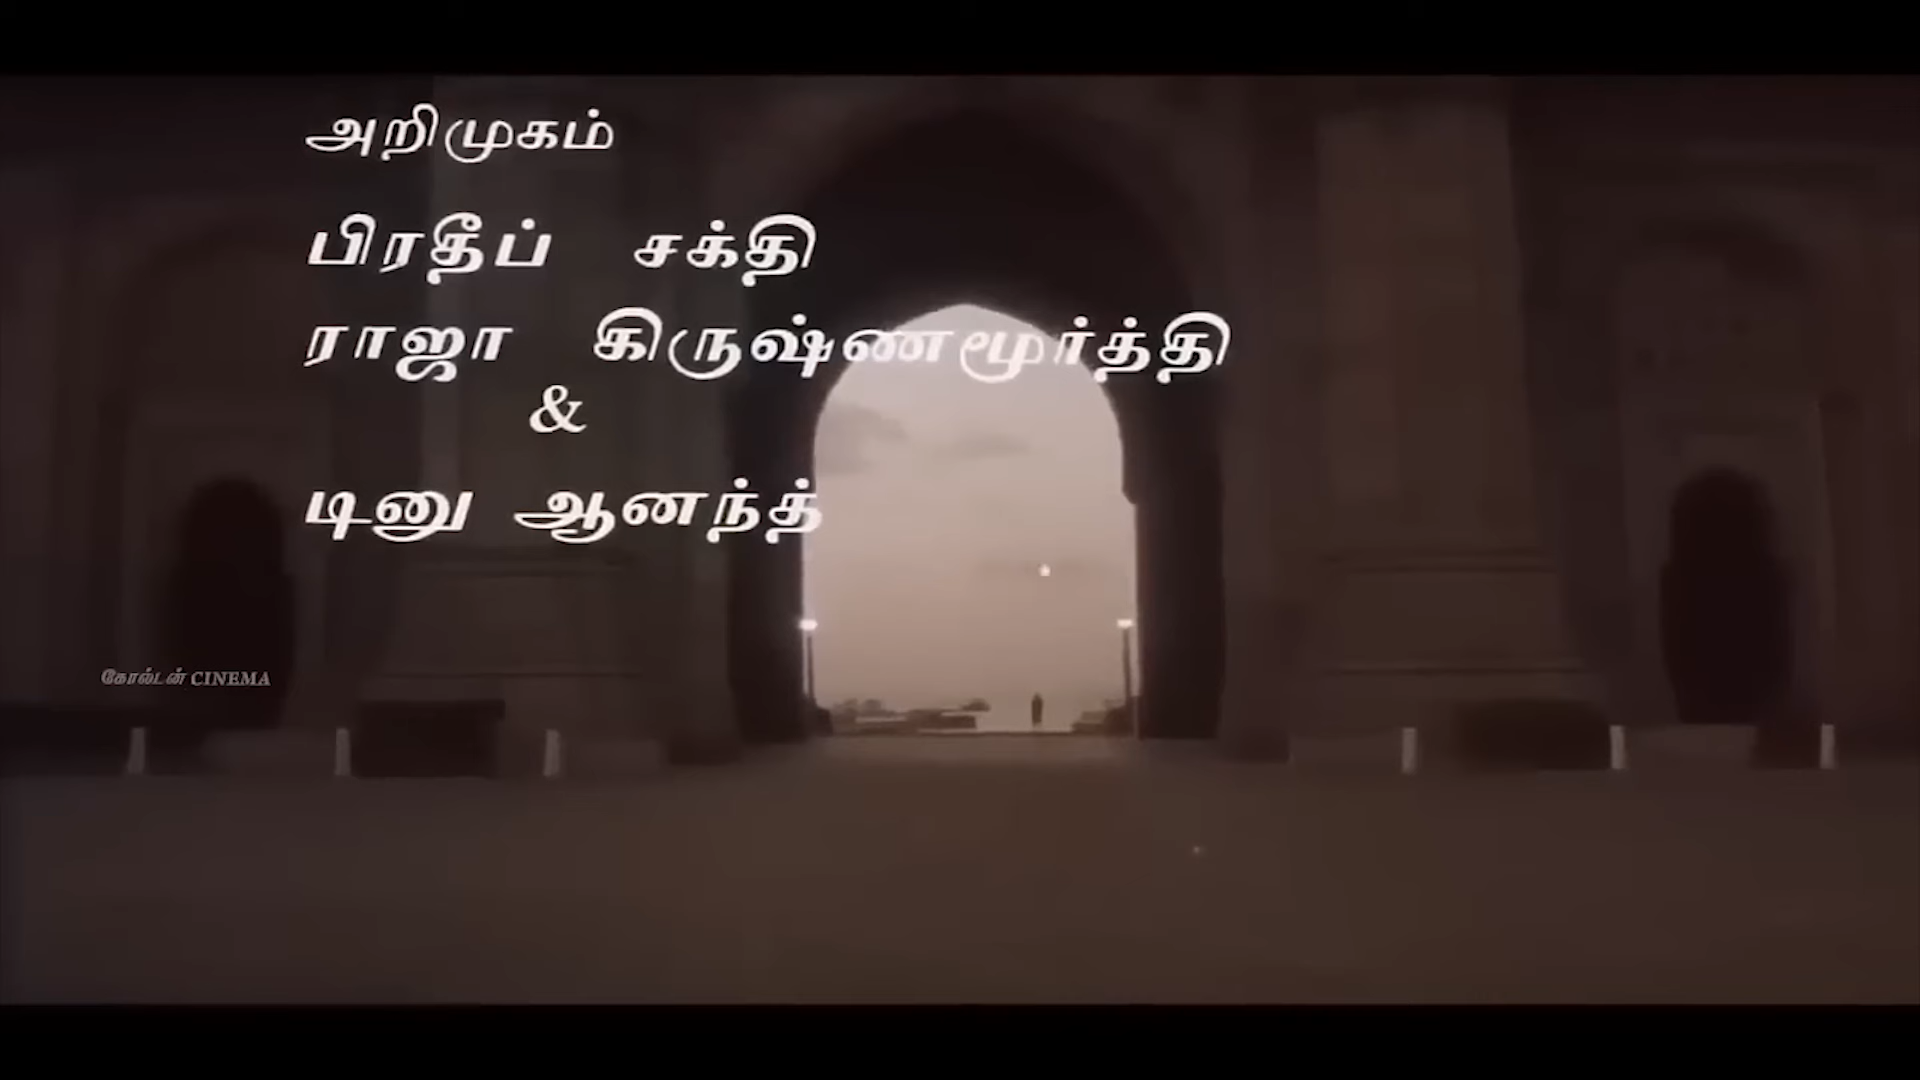 அறிமுகம்
பிரதீப் சக்தி
ராஜா கிருஷ்ணமூர்த்தி
&
டினு ஆனந்த்
கோல்டன் CINEMA